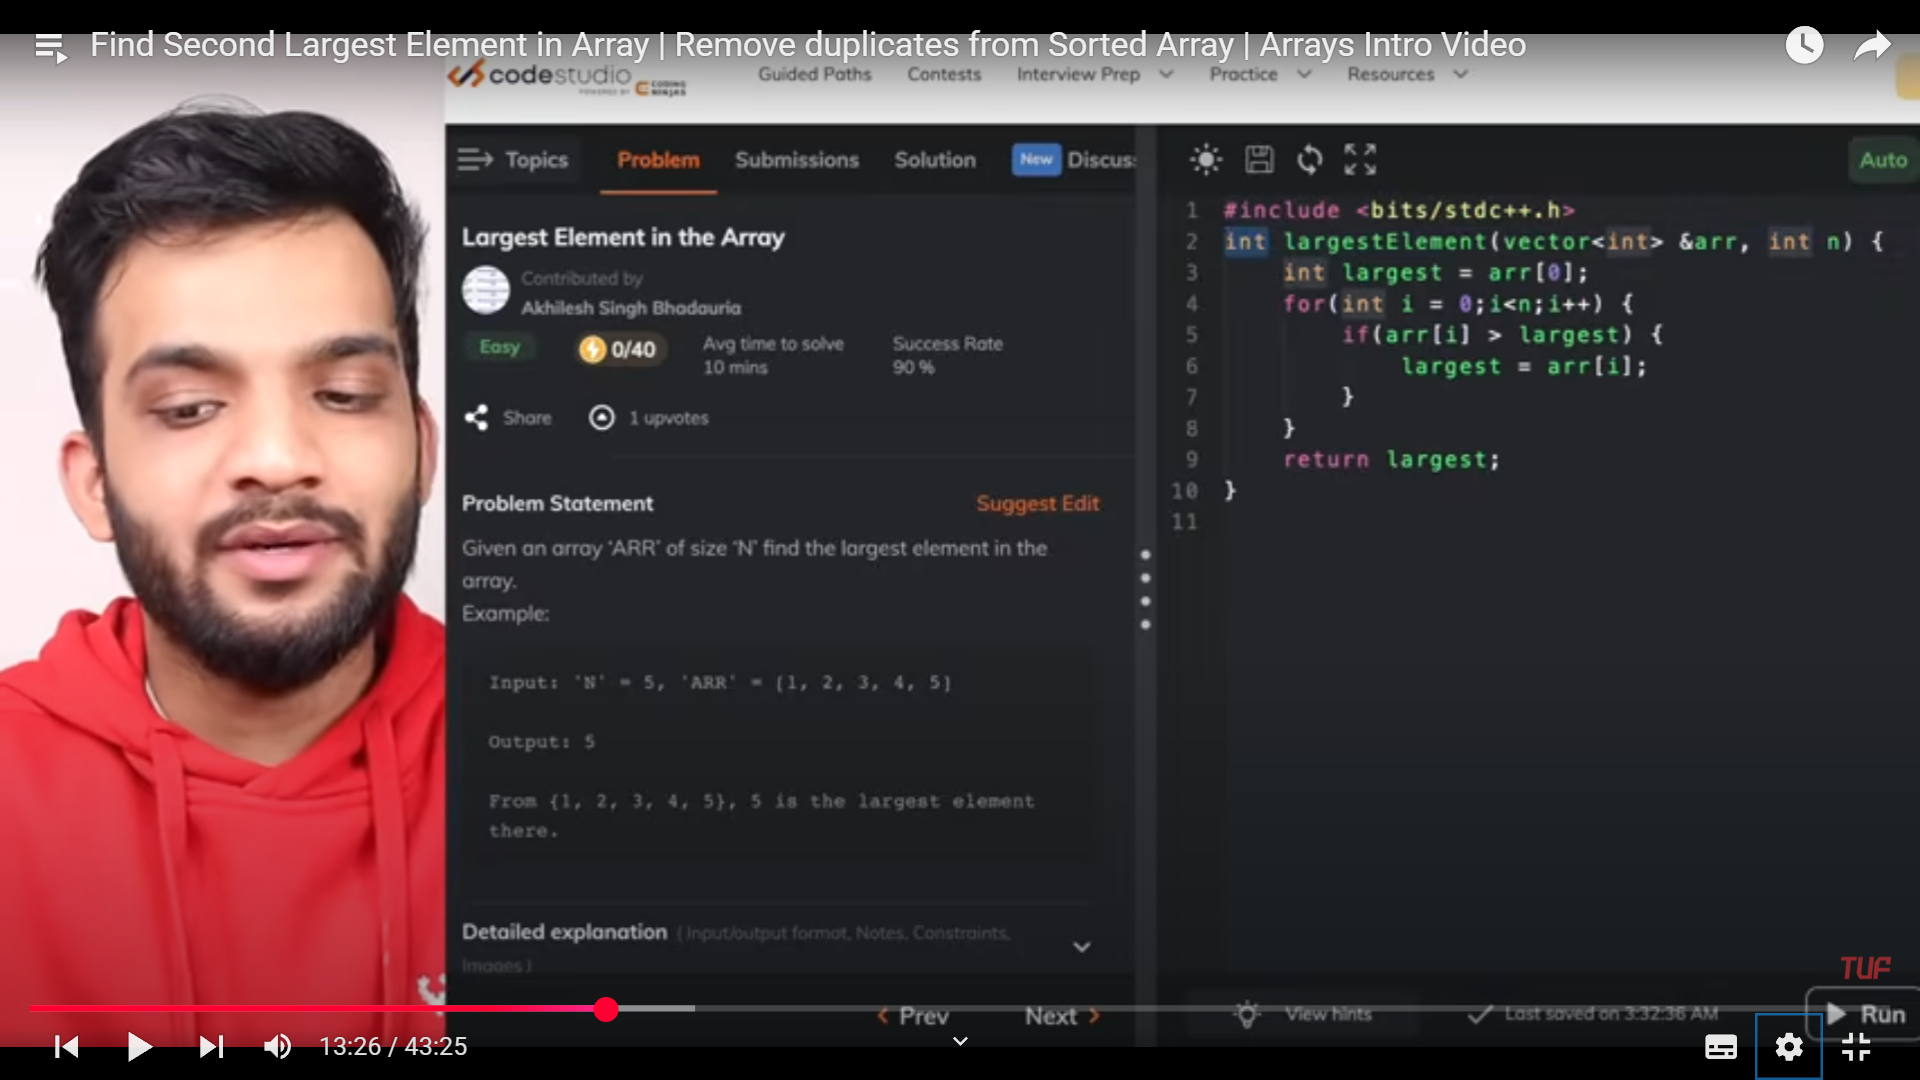 Find Second Largest Element in Array | Remove duplicates from Sorted Array | Arrays Intro Video
codestudio
POWERED BY CODING NINJAS
Guided Paths Contests Interview Prep Practice Resources
Topics Problem Submissions Solution New Discus
Auto
Largest Element in the Array
Contributed by
Akhilesh Singh Bhadauria
Easy 0/40 Avg time to solve Success Rate
10 mins 90 %
Share 1 upvotes
Problem Statement Suggest Edit
Given an array 'ARR' of size 'N' find the largest element in the
array.
Example:
Input: 'N' = 5, 'ARR' = {1, 2, 3, 4, 5}
Output: 5
From {1, 2, 3, 4, 5}, 5 is the largest element
there.
Detailed explanation ( Input/output format, Notes, Constraints,
Images )
Prev Next
1 #include <bits/stdc++.h>
2 int largestElement(vector<int> &arr, int n) {
3 int largest = arr[0];
4 for(int i = 0;i<n;i++) {
5 if(arr[i] > largest) {
6 largest = arr[i];
7 }
8 }
9 return largest;
10 }
11
TUF
View hints Last saved on 3:32:36 AM Run
13:26 / 43:25